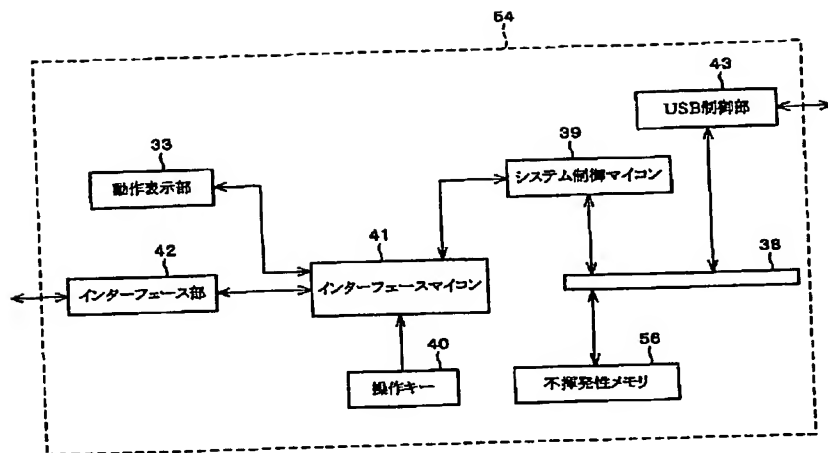 54
43
USB制御部
33
動作表示部
39
システム制御マイコン
42
インターフェース部
41
インターフェースマイコン
38
40
操作キー
56
不揮発性メモリ